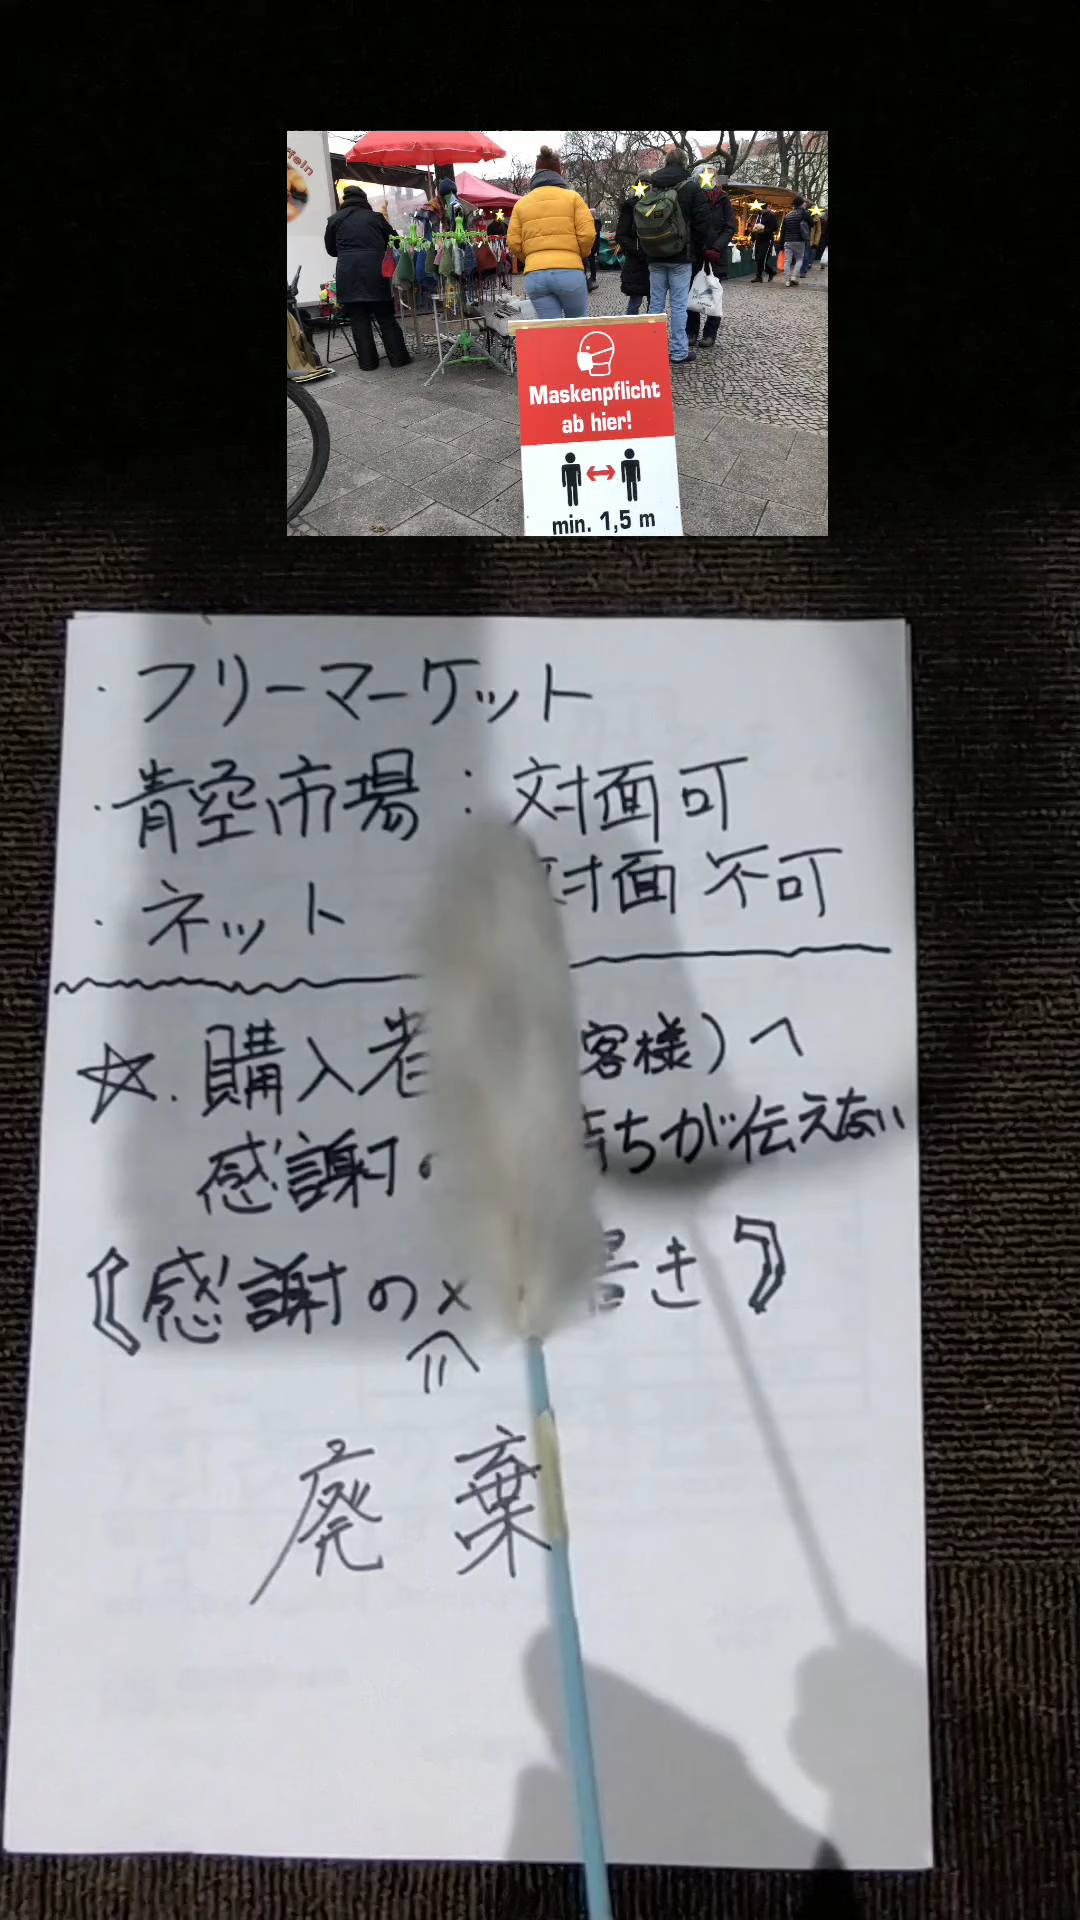 Maskenpflicht
ab hier!
min. 1,5 m
・フリーマーケット
・青空市場：対面可
・ネット 対面不可
☆.購入者 客様）へ
感謝の 持ちが伝えない
《感謝のメ 書き》
廃棄